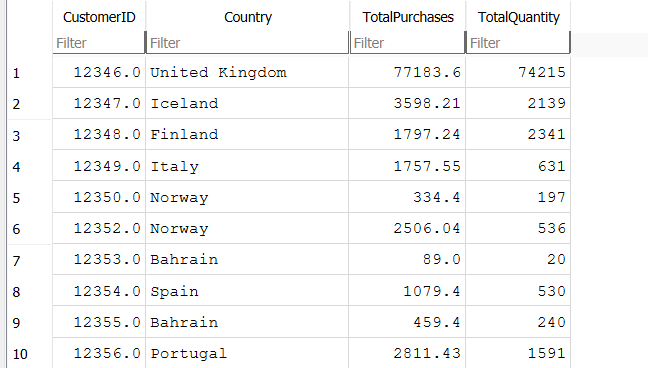 CustomerID Country TotalPurchases TotalQuantity
Filter Filter Filter Filter
1 12346.0 United Kingdom 77183.6 74215
2 12347.0 Iceland 3598.21 2139
3 12348.0 Finland 1797.24 2341
4 12349.0 Italy 1757.55 631
5 12350.0 Norway 334.4 197
6 12352.0 Norway 2506.04 536
7 12353.0 Bahrain 89.0 20
8 12354.0 Spain 1079.4 530
9 12355.0 Bahrain 459.4 240
10 12356.0 Portugal 2811.43 1591